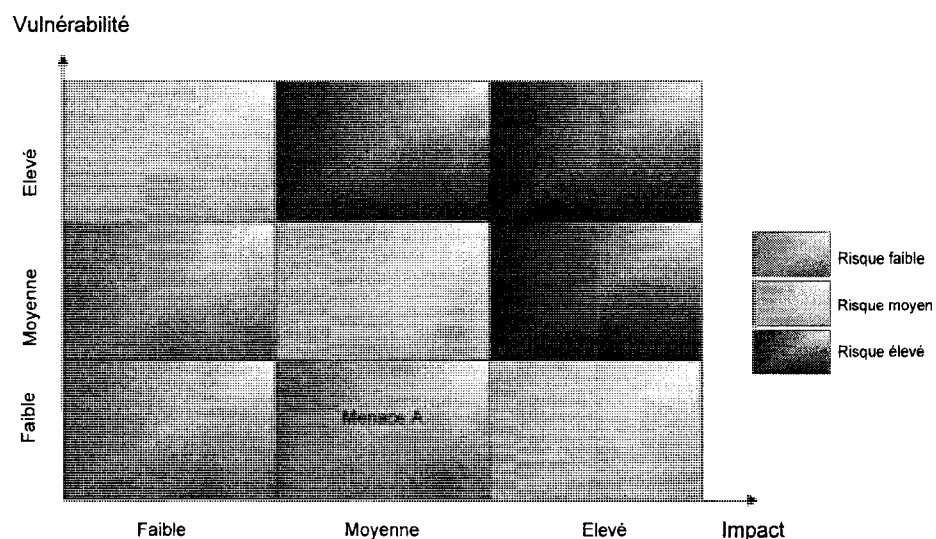 Vulnérabilité
Elevé
Moyenne
Faible
Menace A
Faible
Moyenne
Elevé
Impact
Risque faible
Risque moyen
Risque élevé